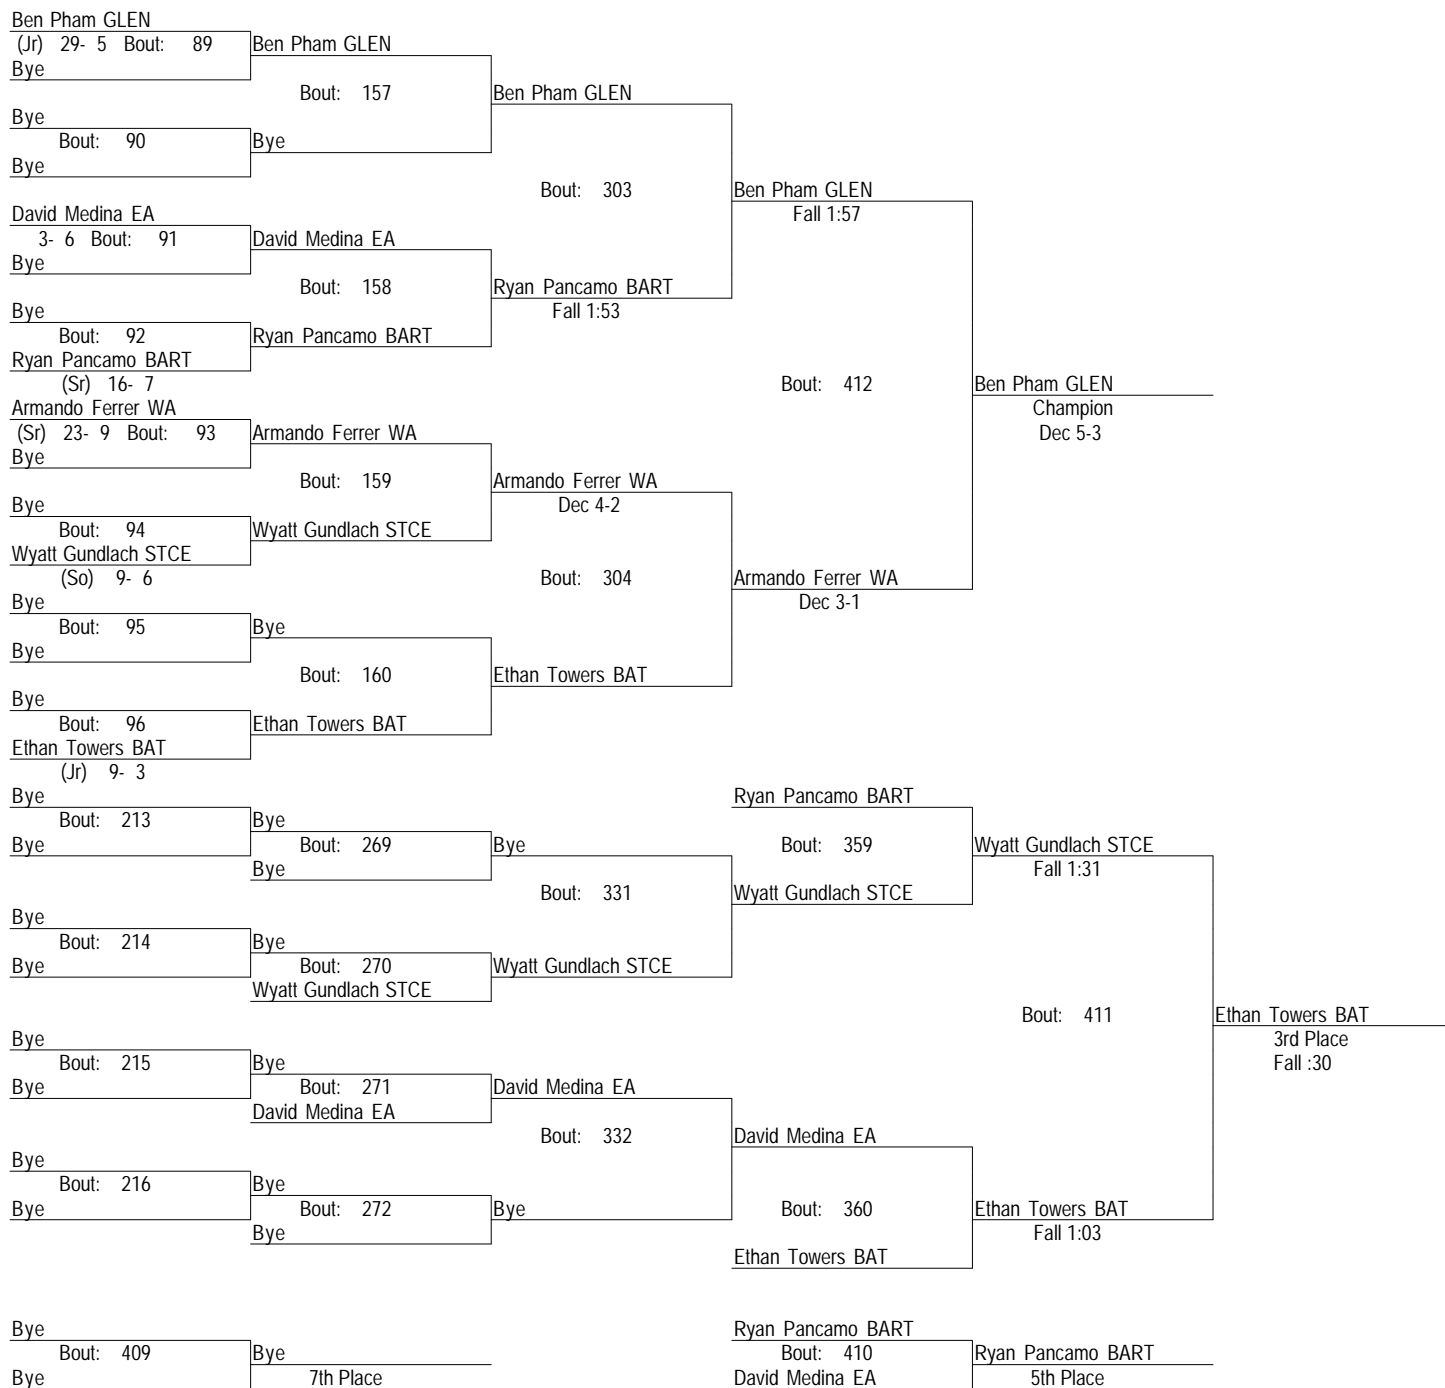 Ben Pham GLEN
(Jr) 29- 5 Bout: 89 Ben Pham GLEN
Bye
Bout: 157 Ben Pham GLEN
Bye
Bout: 90 Bye
Bye
Bout: 303 Ben Pham GLEN
David Medina EA Fall 1:57
3- 6 Bout: 91 David Medina EA
Bye
Bout: 158 Ryan Pancamo BART
Bye Fall 1:53
Bout: 92 Ryan Pancamo BART
Ryan Pancamo BART
(Sr) 16- 7 Bout: 412 Ben Pham GLEN
Armando Ferrer WA Champion
(Sr) 23- 9 Bout: 93 Armando Ferrer WA Dec 5-3
Bye
Bout: 159 Armando Ferrer WA
Bye Dec 4-2
Bout: 94 Wyatt Gundlach STCE
Wyatt Gundlach STCE
(So) 9- 6 Bout: 304 Armando Ferrer WA
Bye Dec 3-1
Bout: 95 Bye
Bye
Bout: 160 Ethan Towers BAT
Bye
Bout: 96 Ethan Towers BAT
Ethan Towers BAT
(Jr) 9- 3
Bye Ryan Pancamo BART
Bout: 213 Bye
Bye Bout: 269 Bye Bout: 359 Wyatt Gundlach STCE
Bye Fall 1:31
Bout: 331 Wyatt Gundlach STCE
Bye
Bout: 214 Bye
Bye Bout: 270 Wyatt Gundlach STCE
Wyatt Gundlach STCE
Bout: 411 Ethan Towers BAT
Bye 3rd Place
Bout: 215 Bye Fall :30
Bye Bout: 271 David Medina EA
David Medina EA
Bout: 332 David Medina EA
Bye
Bout: 216 Bye
Bye Bout: 272 Bye Bout: 360 Ethan Towers BAT
Bye Fall 1:03
Ethan Towers BAT
Bye Ryan Pancamo BART
Bout: 409 Bye Bout: 410 Ryan Pancamo BART
Bye 7th Place David Medina EA 5th Place